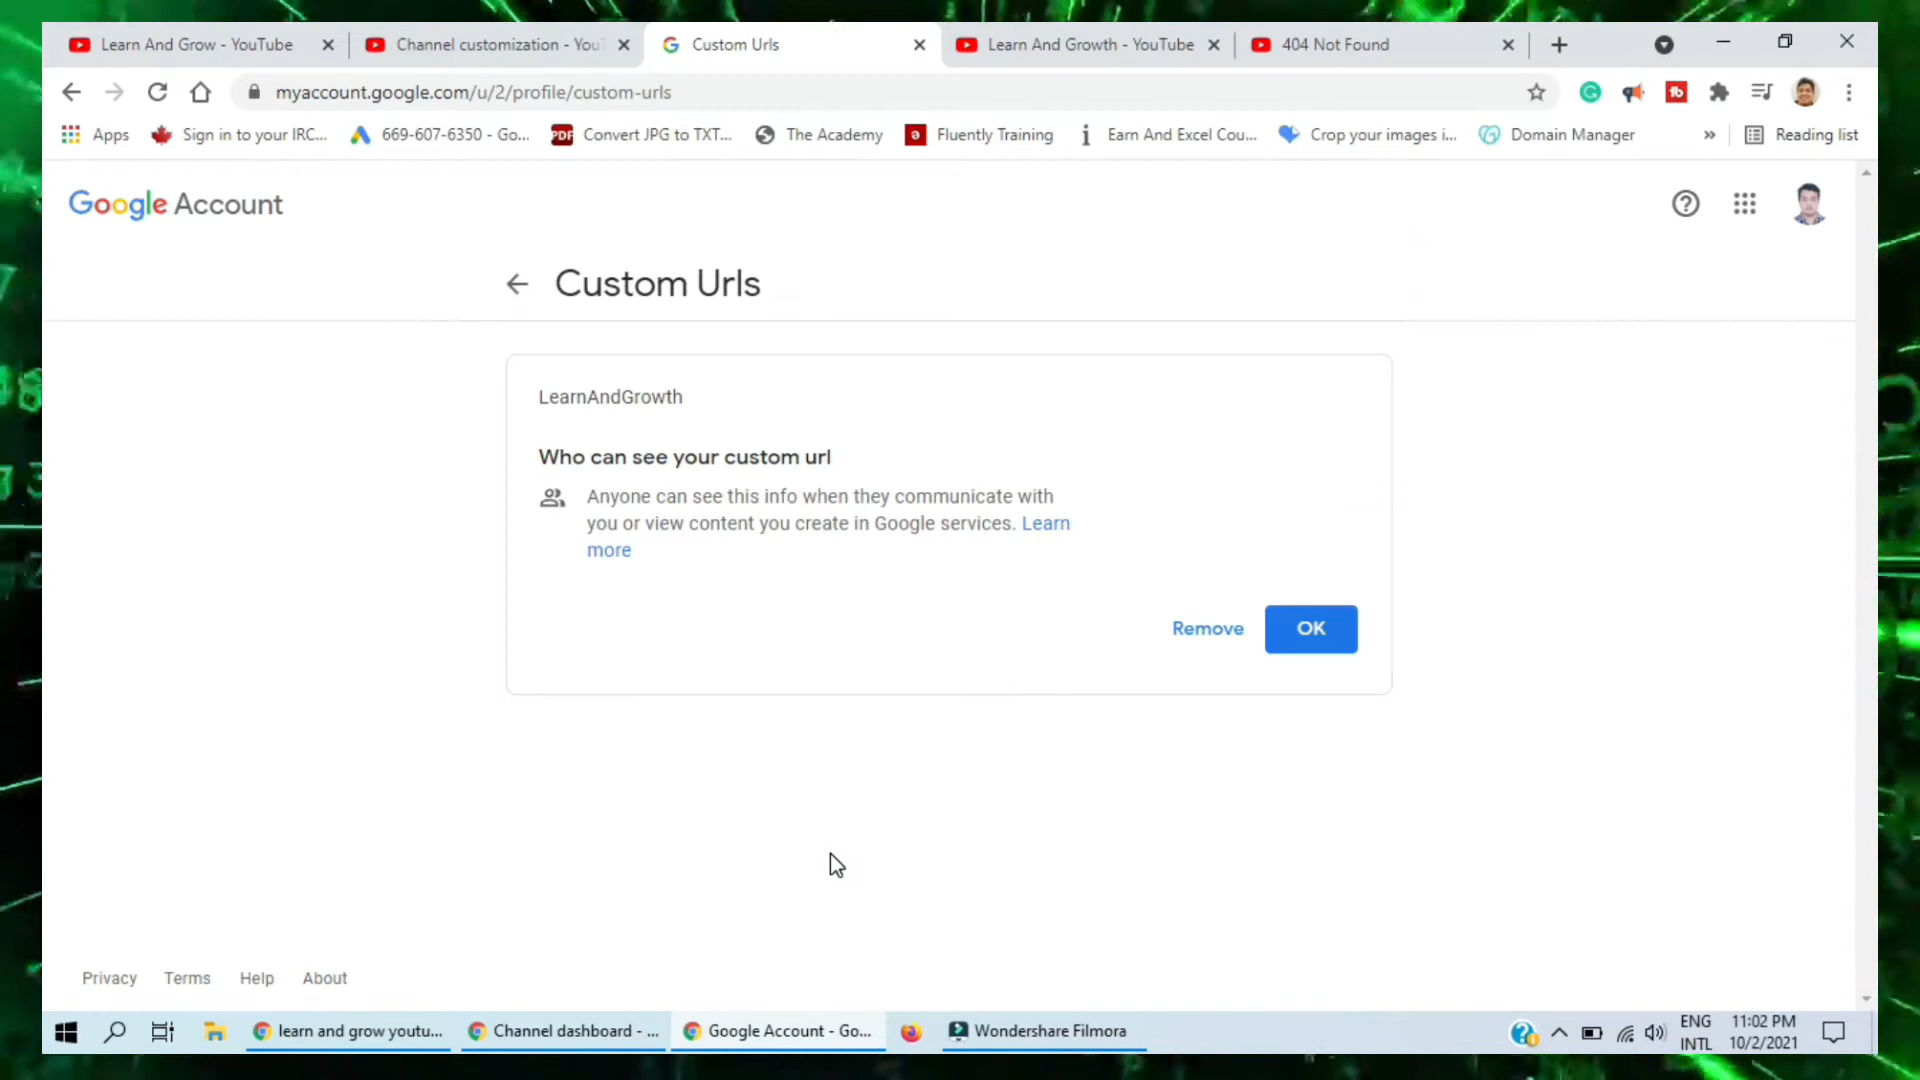 Learn And Grow - YouTube
Channel customization - You
Custom Urls
Learn And Growth - YouTube
404 Not Found
myaccount.google.com/u/2/profile/custom-urls
Apps
Sign in to your IRC...
669-607-6350 - Go...
PDF
Convert JPG to TXT...
The Academy
Fluently Training
Earn And Excel Cou...
Crop your images i...
Domain Manager
»
Reading list
Google Account
Custom Urls
LearnAndGrowth
Who can see your custom url
Anyone can see this info when they communicate with
you or view content you create in Google services. Learn
more
Remove
OK
Privacy
Terms
Help
About
learn and grow youtu...
Channel dashboard - ...
Google Account - Go...
Wondershare Filmora
ENG
INTL
11:02 PM
10/2/2021